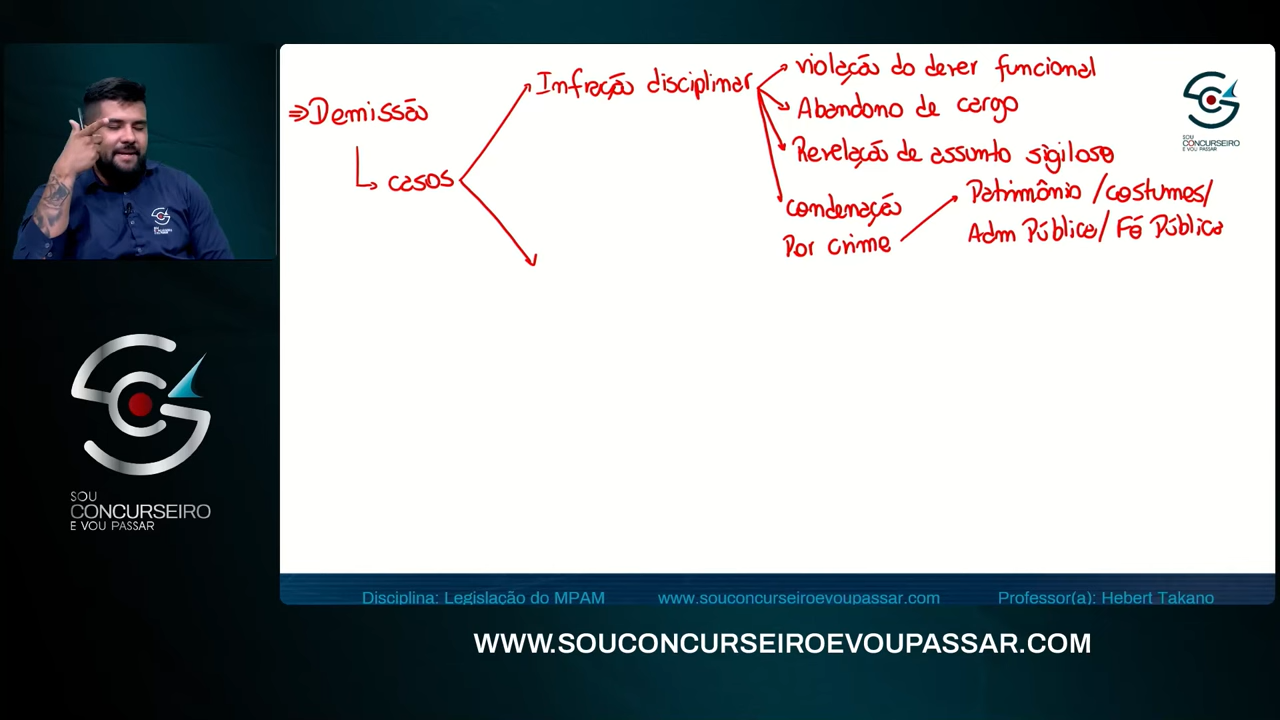 ⇒ Demissão
↳ casos
Infração disciplinar
violação do dever funcional
Abandono de cargo
Revelação de assunto sigiloso
condenação
Por crime
Patrimônio / costumes /
Adm Pública / Fé Pública
SOU
CONCURSEIRO
E VOU PASSAR
SOU
CONCURSEIRO
E VOU PASSAR
Disciplina: Legislação do MPAM
www.souconcurseiroevoupassar.com
Professor(a): Hebert Takano
WWW.SOUCONCURSEIROEVOUPASSAR.COM